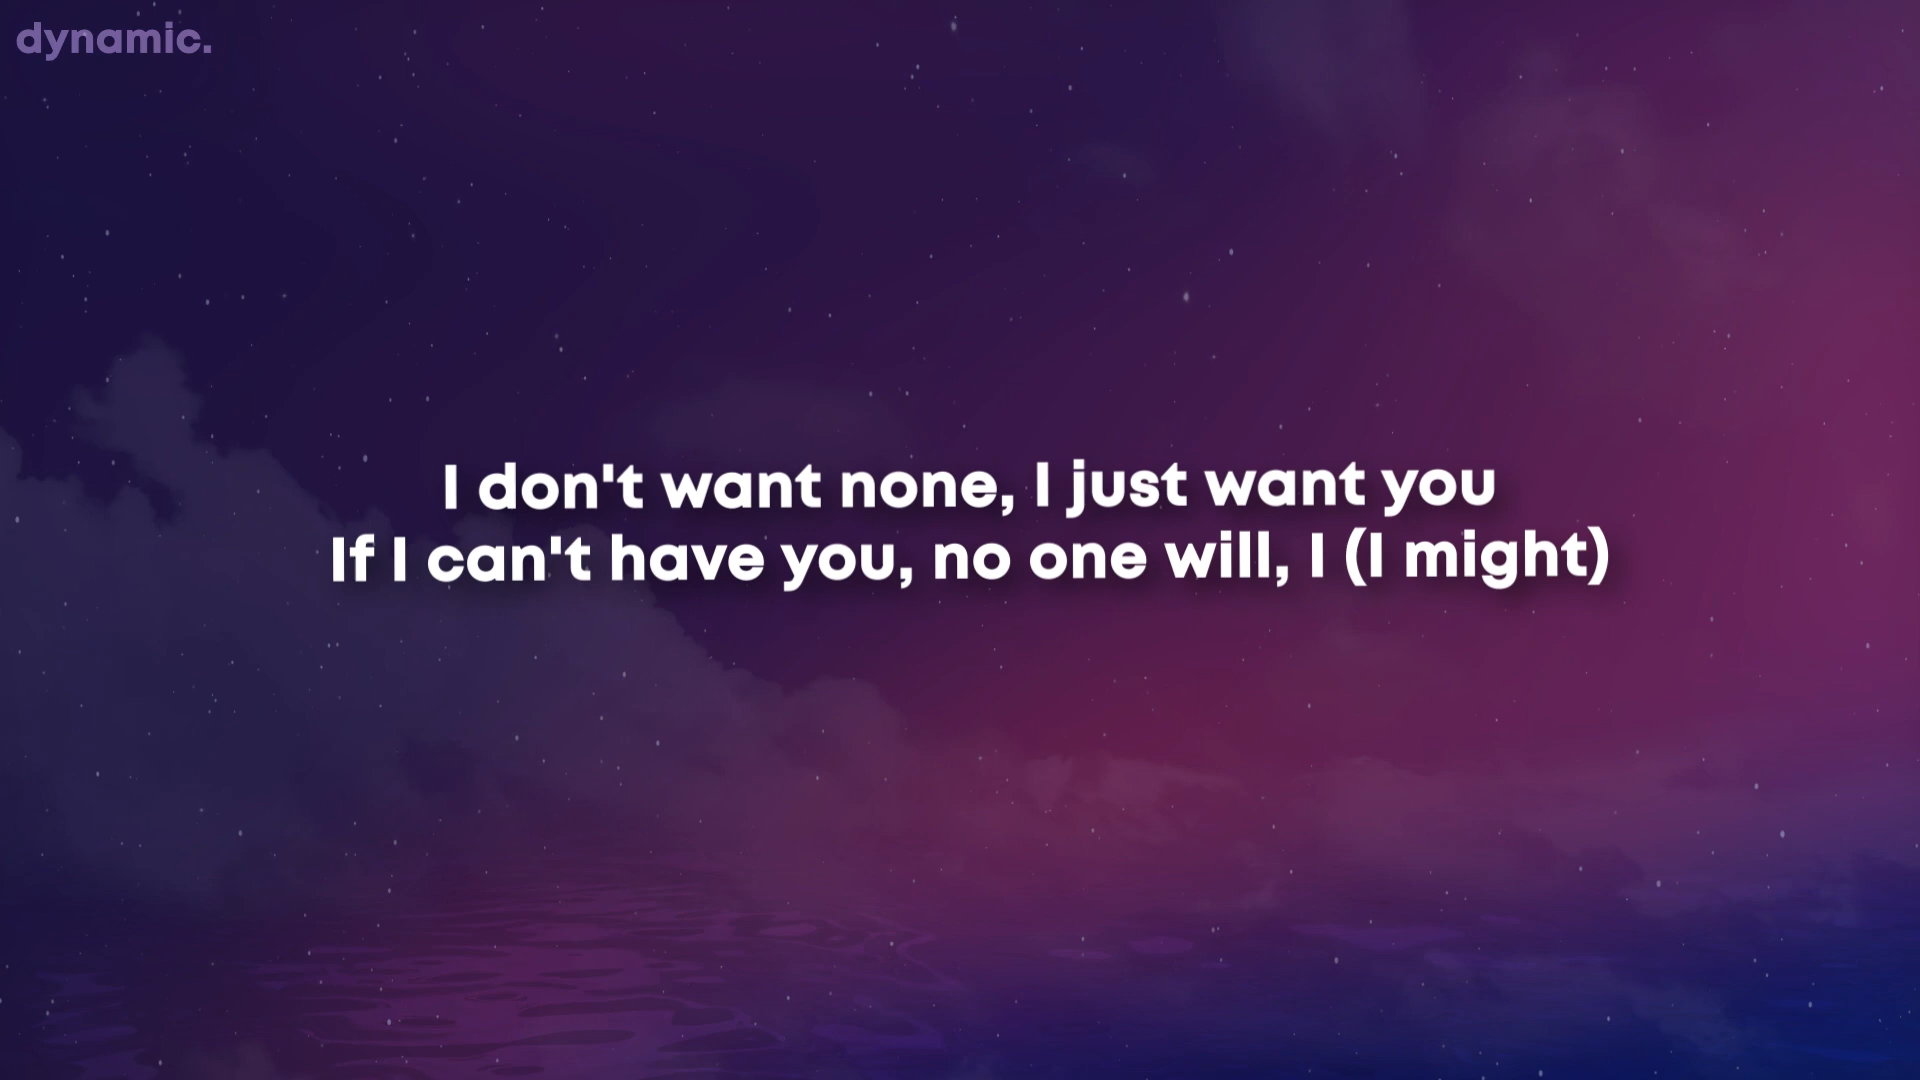 dynamic.
I don't want none, I just want you
If I can't have you, no one will, I (I might)